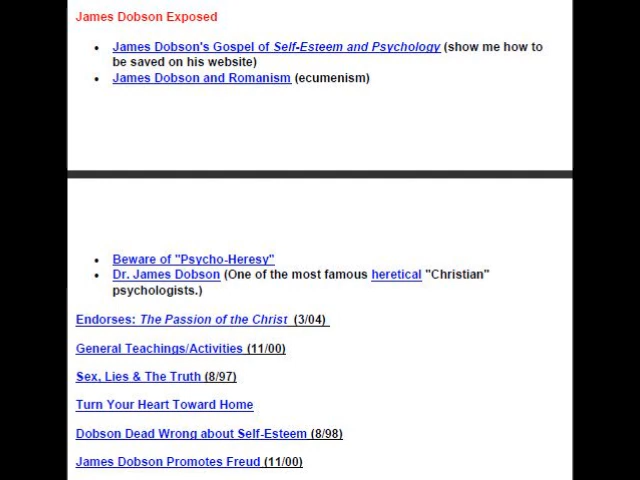 James Dobson Exposed
• James Dobson's Gospel of Self-Esteem and Psychology (show me how to
be saved on his website)
• James Dobson and Romanism (ecumenism)
• Beware of "Psycho-Heresy"
• Dr. James Dobson (One of the most famous heretical "Christian"
psychologists.)
Endorses: The Passion of the Christ (3/04)
General Teachings/Activities (11/00)
Sex, Lies & The Truth (8/97)
Turn Your Heart Toward Home
Dobson Dead Wrong about Self-Esteem (8/98)
James Dobson Promotes Freud (11/00)